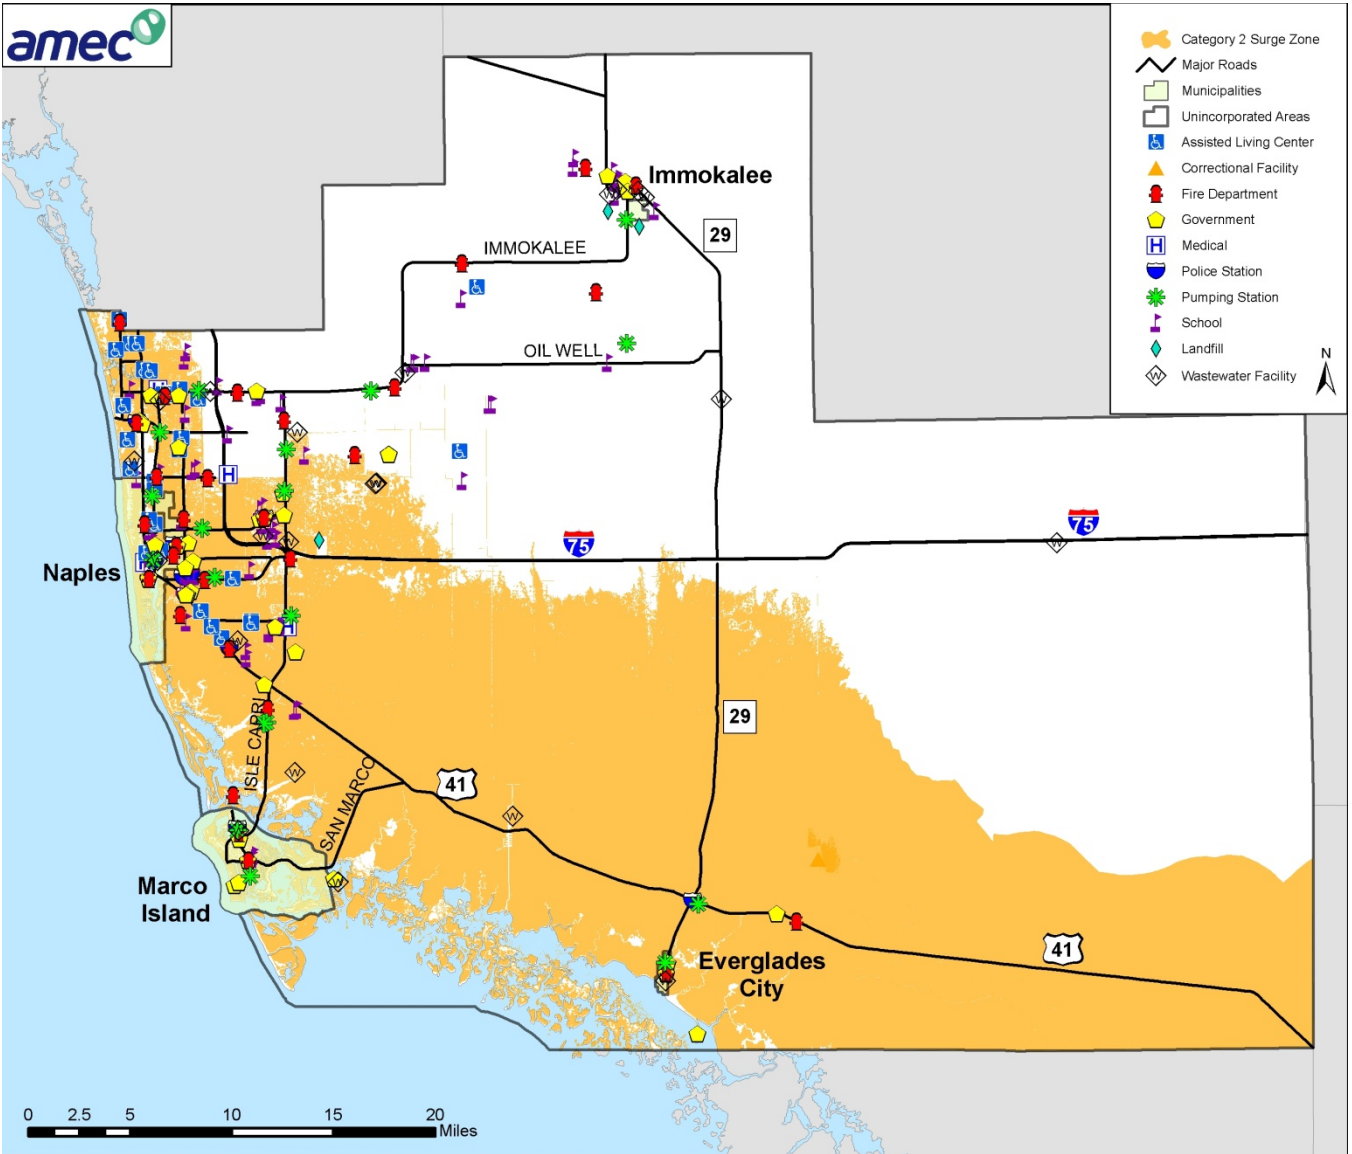 amec
Category 2 Surge Zone
Major Roads
Municipalities
Unincorporated Areas
Assisted Living Center
Correctional Facility
Fire Department
Government
H Medical
Police Station
Pumping Station
School
Landfill
W Wastewater Facility
N
Immokalee
29
IMMOKALEE
OIL WELL
W
W
H
W
H
W
75
75
W
Naples
H
W
29
ISLE CAPRI
W
SAN MARCO
41
W
Marco
Island
W
41
Everglades
City
0 2.5 5 10 15 20
Miles